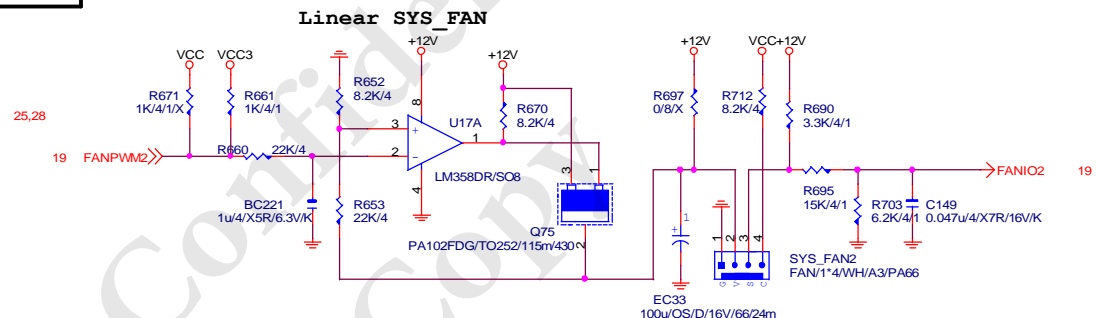 Linear SYS_FAN
VCC
VCC3
+12V
+12V
+12V
VCC
+12V
R671
1K/4/1/X
R661
1K/4/1
R652
8.2K/4
R670
8.2K/4
R697
0/8/X
R712
8.2K/4
R690
3.3K/4/1
25,28
19
FANPWM2
R660
22K/4
8
3
+
2
-
4
1
U17A
LM358DR/SO8
BC221
1u/4/X5R/6.3V/K
R653
22K/4
3
1
2
Q75
PA102FDG/TO252/115m/430
+
1
EC33
100u/OS/D/16V/66/24m
1
2
3
4
G
V
S
C
SYS_FAN2
FAN/1*4/WH/A3/PA66
R695
15K/4/1
R703
6.2K/4/1
C149
0.047u/4/X7R/16V/K
FANIO2
19
Confiden
Copy